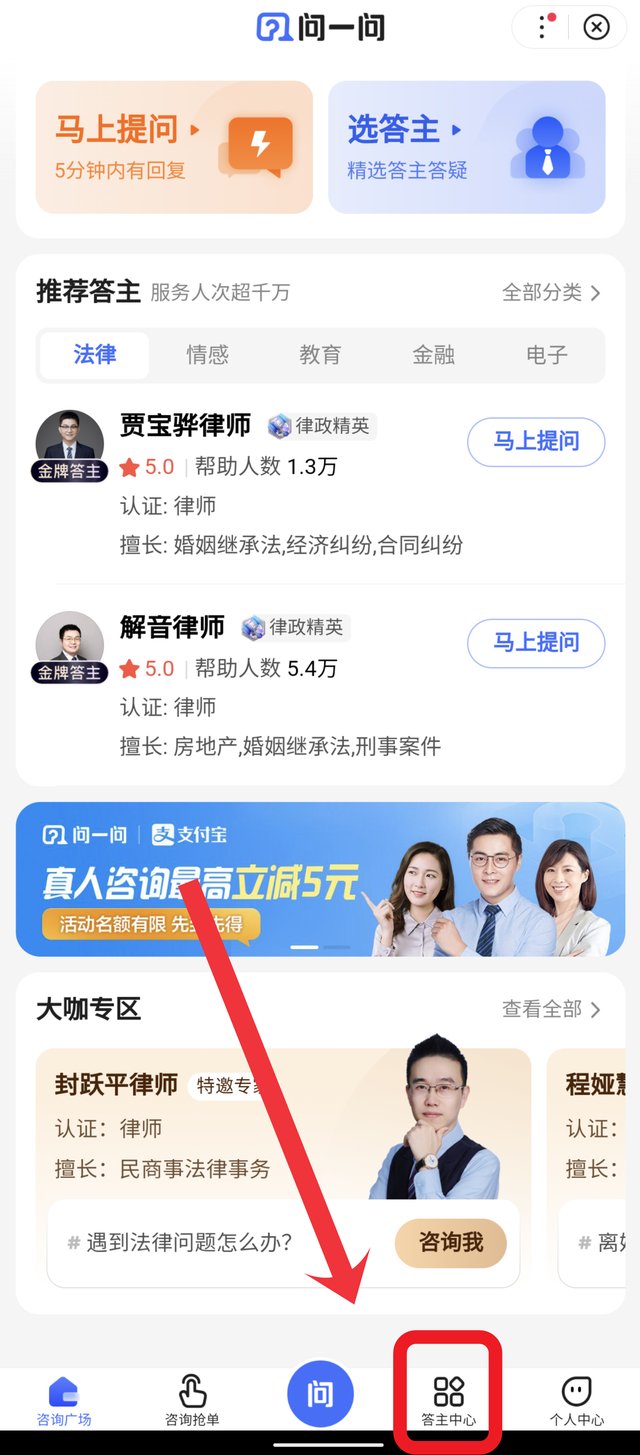 问一问
马上提问
5分钟内有回复
选答主
精选答主答疑
推荐答主 服务人次超千万 全部分类
法律 情感 教育 金融 电子
贾宝骅律师 律政精英
马上提问
金牌答主
5.0 帮助人数 1.3万
认证: 律师
擅长: 婚姻继承法,经济纠纷,合同纠纷
解音律师 律政精英
马上提问
金牌答主
5.0 帮助人数 5.4万
认证: 律师
擅长: 房地产,婚姻继承法,刑事案件
问一问 支付宝
真人咨询最高立减5元
活动名额有限 先到先得
大咖专区 查看全部
封跃平律师 特邀专
认证：律师
擅长：民商事法律事务
# 遇到法律问题怎么办?
咨询我
程娅
认证：
擅长：
# 离
咨询广场 咨询抢单 问 答主中心 个人中心